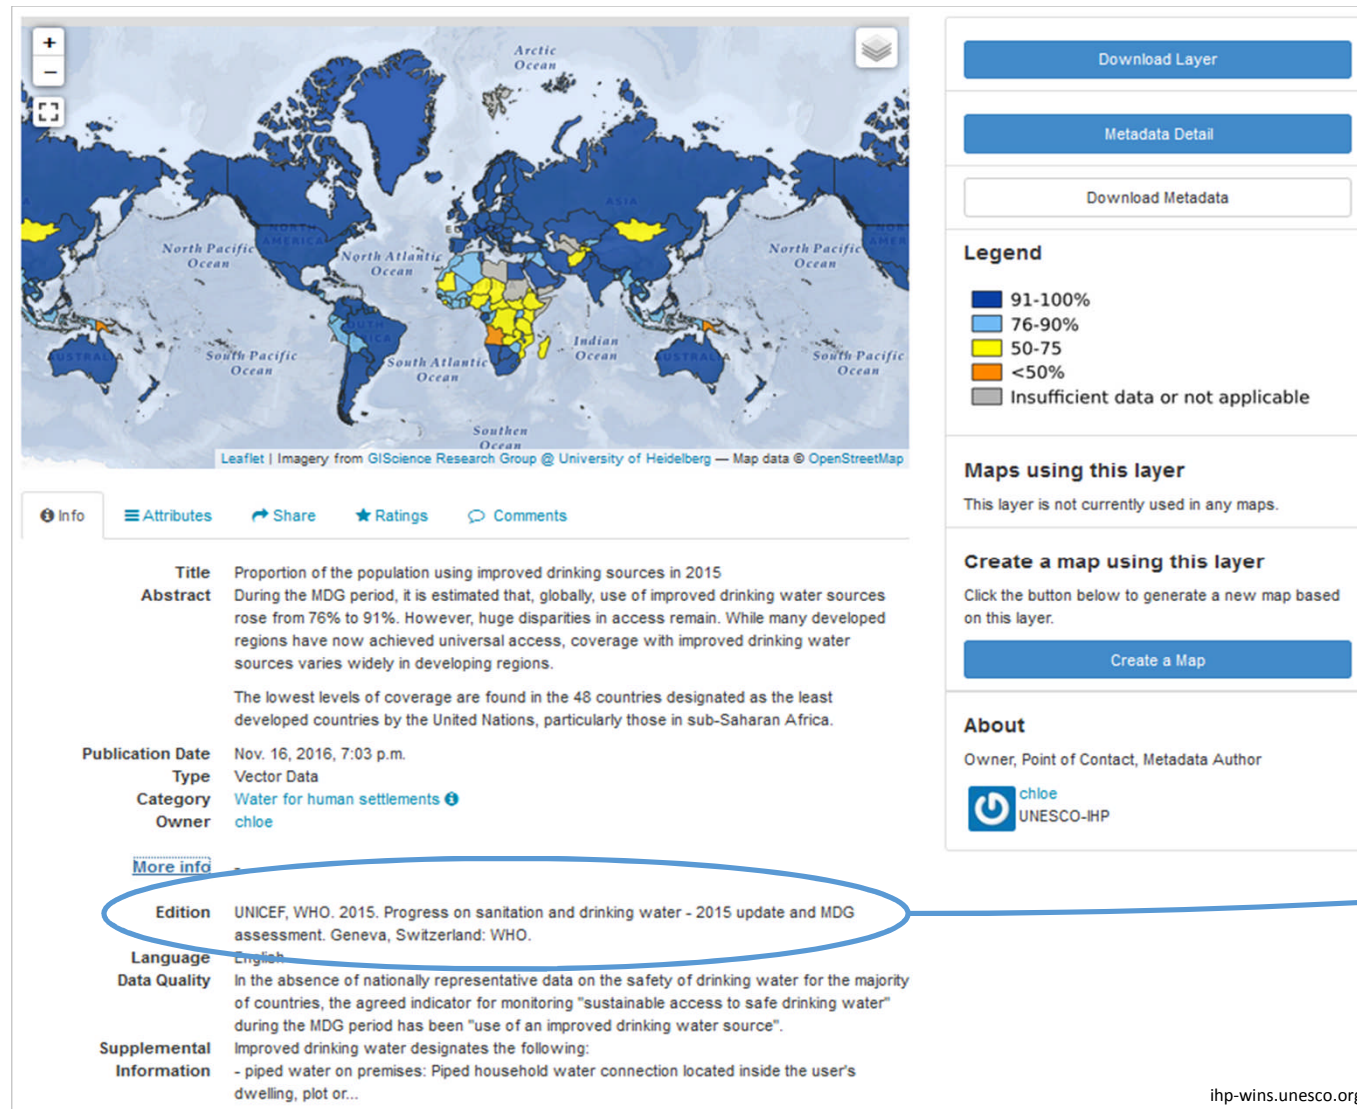 +
−
Arctic
Ocean
ASIA
NORTH
AMERICA
North Pacific
Ocean
North Atlantic
Ocean
North Pacific
Ocean
SOUTH
Indian
Ocean
AUSTRALIA
South Pacific
Ocean
South Atlantic
Ocean
AUSTRALIA
South Pacific
Ocean
Southen
Ocean
Leaflet | Imagery from GIScience Research Group @ University of Heidelberg — Map data © OpenStreetMap
Info Attributes Share Ratings Comments
Title Proportion of the population using improved drinking sources in 2015
Abstract During the MDG period, it is estimated that, globally, use of improved drinking water sources
rose from 76% to 91%. However, huge disparities in access remain. While many developed
regions have now achieved universal access, coverage with improved drinking water
sources varies widely in developing regions.
The lowest levels of coverage are found in the 48 countries designated as the least
developed countries by the United Nations, particularly those in sub-Saharan Africa.
Publication Date Nov. 16, 2016, 7:03 p.m.
Type Vector Data
Category Water for human settlements
Owner chloe
More info -
Edition UNICEF, WHO. 2015. Progress on sanitation and drinking water - 2015 update and MDG
assessment. Geneva, Switzerland: WHO.
Language English
Data Quality In the absence of nationally representative data on the safety of drinking water for the majority
of countries, the agreed indicator for monitoring "sustainable access to safe drinking water"
during the MDG period has been "use of an improved drinking water source".
Supplemental Improved drinking water designates the following:
Information - piped water on premises: Piped household water connection located inside the user's
dwelling, plot or...
Download Layer
Metadata Detail
Download Metadata
Legend
91-100%
76-90%
50-75
<50%
Insufficient data or not applicable
Maps using this layer
This layer is not currently used in any maps.
Create a map using this layer
Click the button below to generate a new map based
on this layer.
Create a Map
About
Owner, Point of Contact, Metadata Author
chloe
UNESCO-IHP
ihp-wins.unesco.org